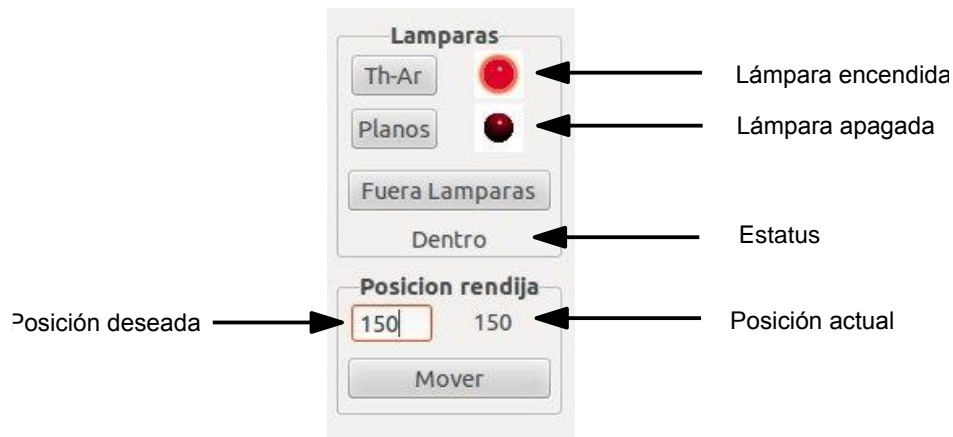 Lamparas
Th-Ar
Lámpara encendida
Planos
Lámpara apagada
Fuera Lamparas
Dentro
Estatus
Posicion rendija
Posición deseada
150
150
Posición actual
Mover